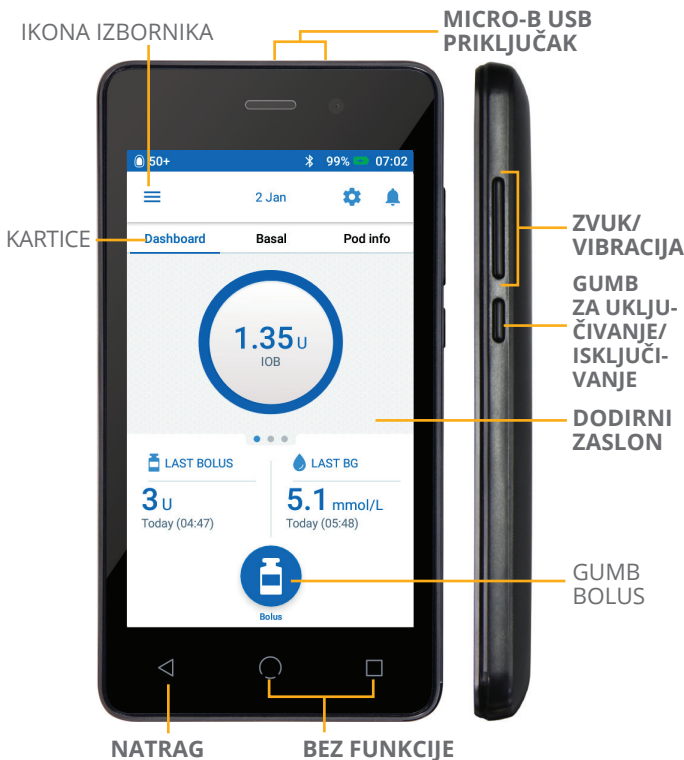 IKONA IZBORNIKA
MICRO-B USB
PRIKLJUČAK
50+
99%
07:02
2 Jan
KARTICE
Dashboard
Basal
Pod info
ZVUK/
VIBRACIJA
GUMB
ZA UKLJU-
ČIVANJE/
ISKLJUČI-
VANJE
1.35 U
IOB
DODIRNI
ZASLON
LAST BOLUS
LAST BG
3 U
5.1 mmol/L
Today (04:47)
Today (05:48)
GUMB
BOLUS
Bolus
NATRAG
BEZ FUNKCIJE